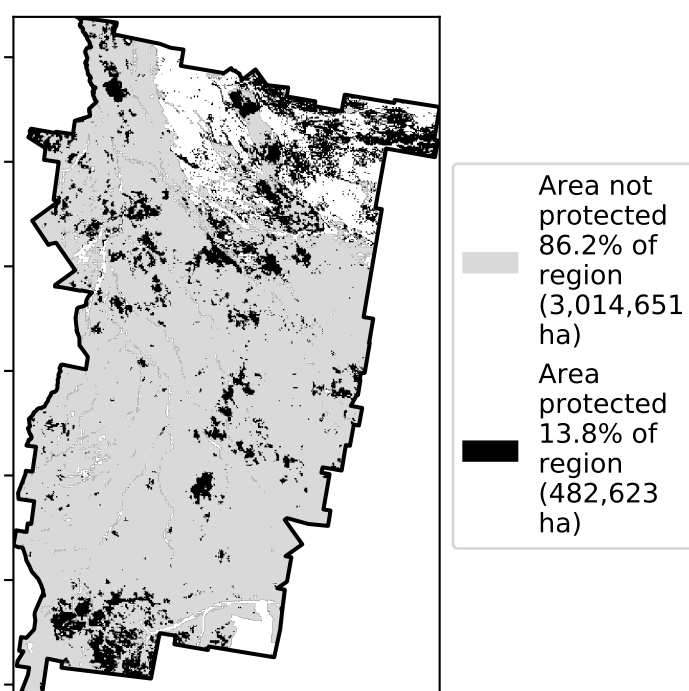 Area not
protected
86.2% of
region
(3,014,651
ha)
Area
protected
13.8% of
region
(482,623
ha)